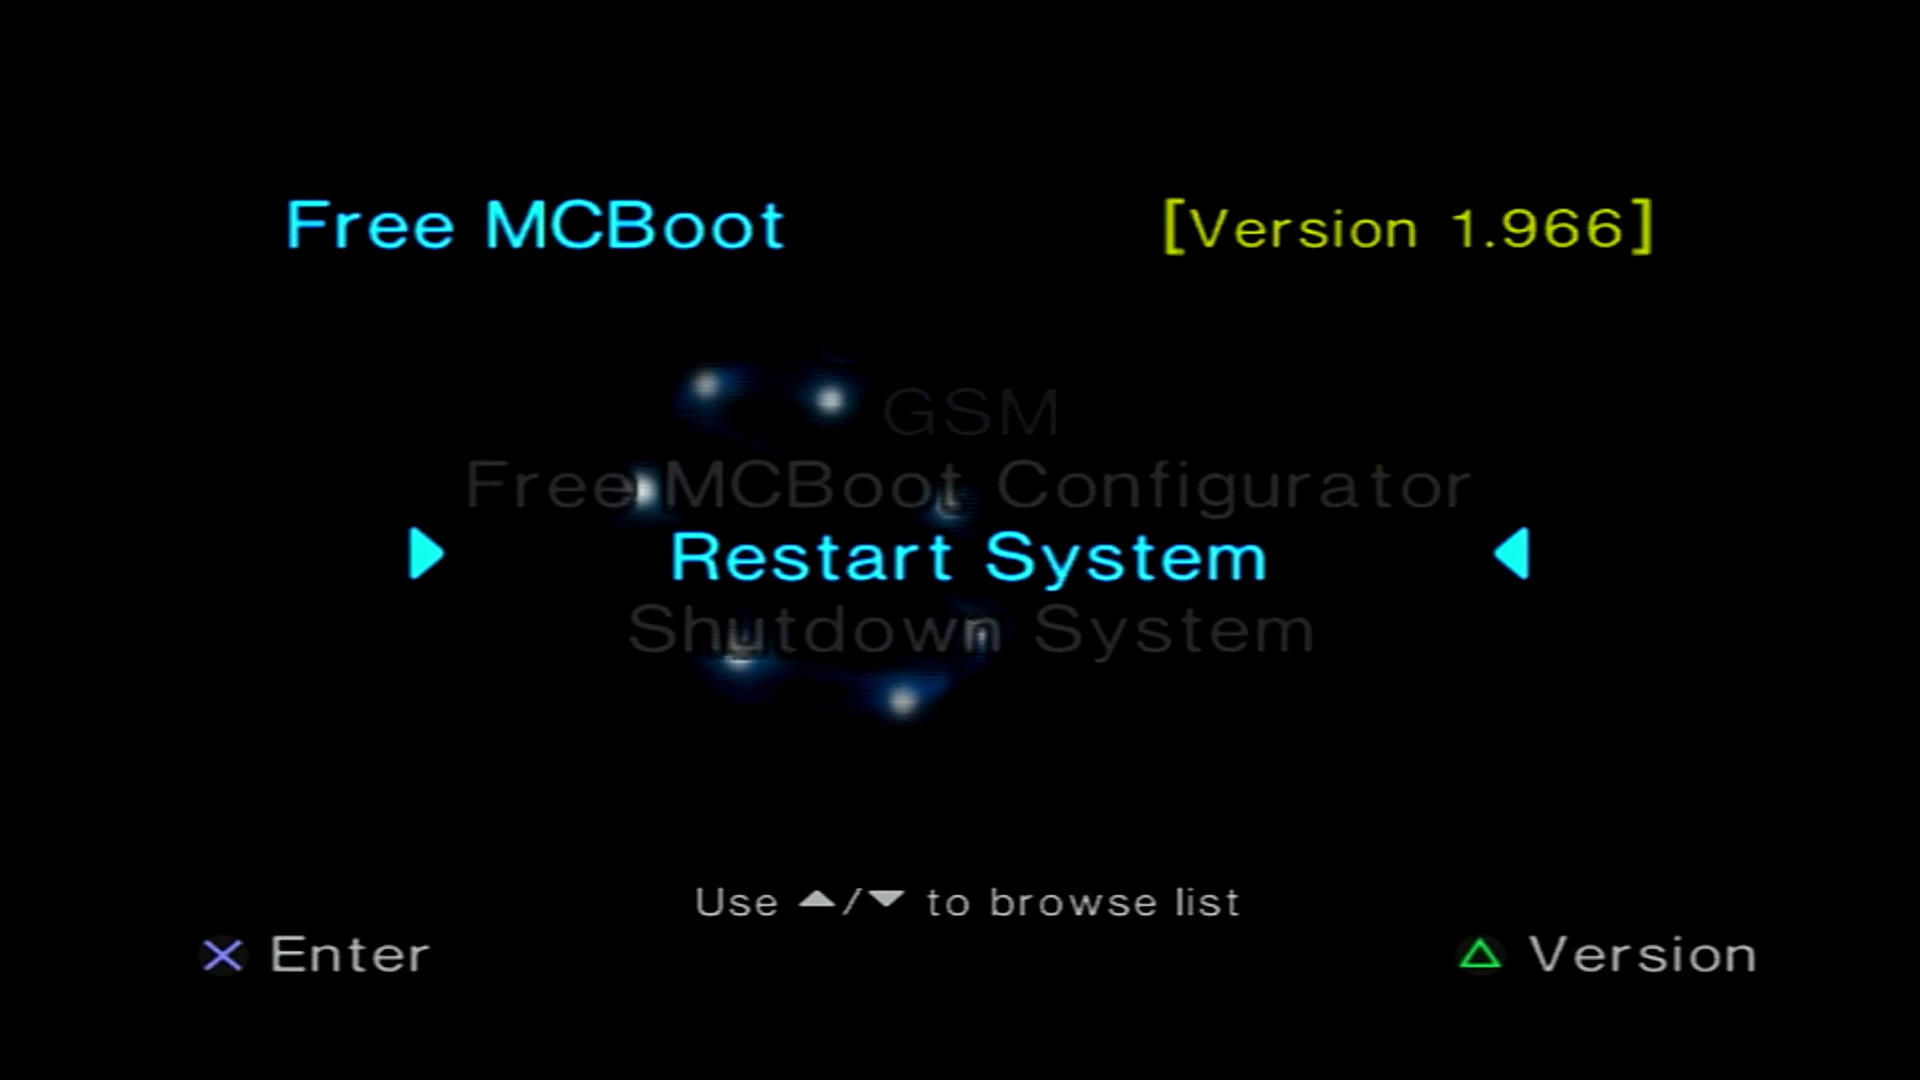 Free MCBoot [Version 1.966]
GSM
Free MCBoot Configurator
Restart System
Shutdown System
Use ▲/▼ to browse list
Enter Version